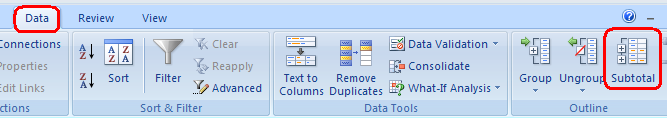 Data Review View
Connections
Properties
Edit Links
Sort
Filter
Clear
Reapply
Advanced
Text to
Columns
Remove
Duplicates
Data Validation
Consolidate
What-If Analysis
Group
Ungroup
Subtotal
ctions
Sort & Filter
Data Tools
Outline